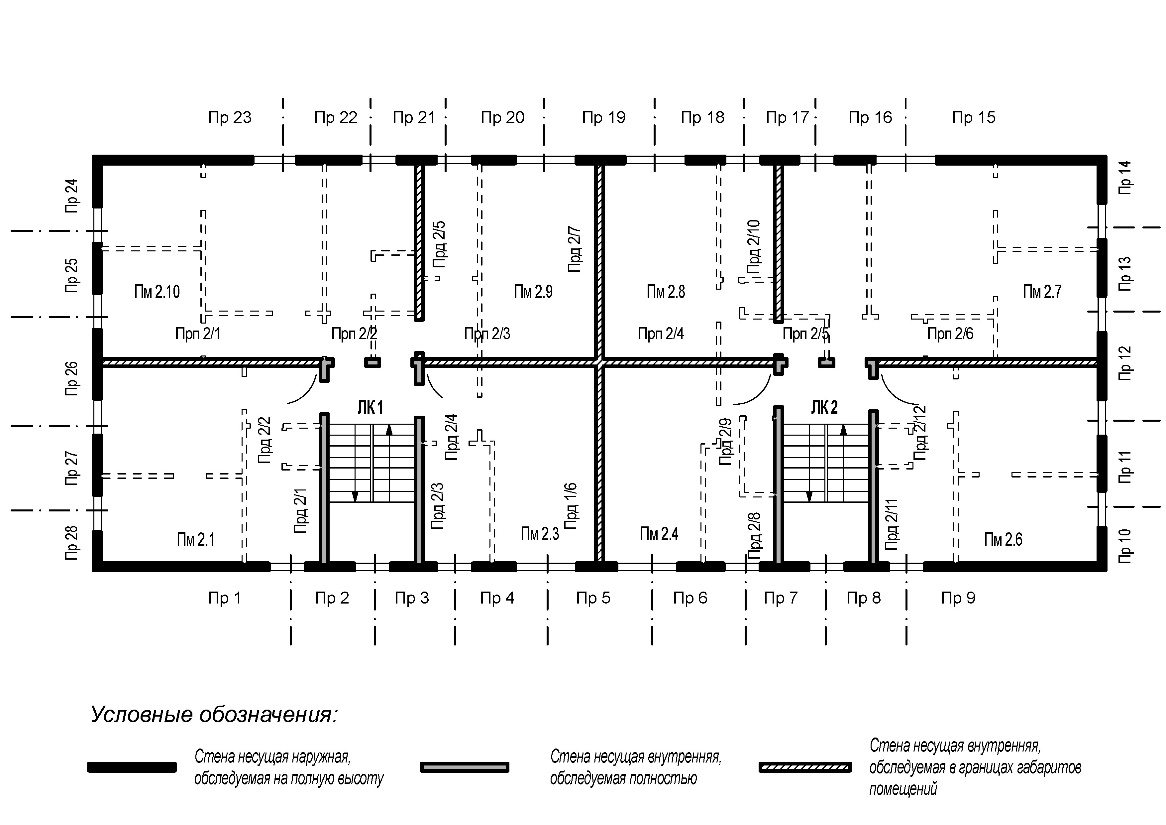 Пр 23 Пр 22 Пр 21 Пр 20 Пр 19 Пр 18 Пр 17 Пр 16 Пр 15
Пр 24
Пр 14
Прд 2/5
Прд 2/7
Прд 2/10
Пр 25
Пр 13
Пм 2.10
Пм 2.9
Пм 2.8
Пм 2.7
Прп 2/1
Прп 2/2
Прп 2/3
Прп 2/4
Прп 2/5
Прп 2/6
Пр 26
Пр 12
ЛК 1
ЛК 2
Прд 2/2
Прд 2/4
Прд 2/9
Прд 2/12
Пр 27
Пр 11
Прд 2/1
Прд 2/3
Прд 1/6
Прд 2/8
Прд 2/11
Пр 28
Пр 10
Пм 2.1
Пм 2.3
Пм 2.4
Пм 2.6
Пр 1 Пр 2 Пр 3 Пр 4 Пр 5 Пр 6 Пр 7 Пр 8 Пр 9
Условные обозначения:
Стена несущая наружная,
обследуемая на полную высоту
Стена несущая внутренняя,
обследуемая полностью
Стена несущая внутренняя,
обследуемая в границах габаритов
помещений